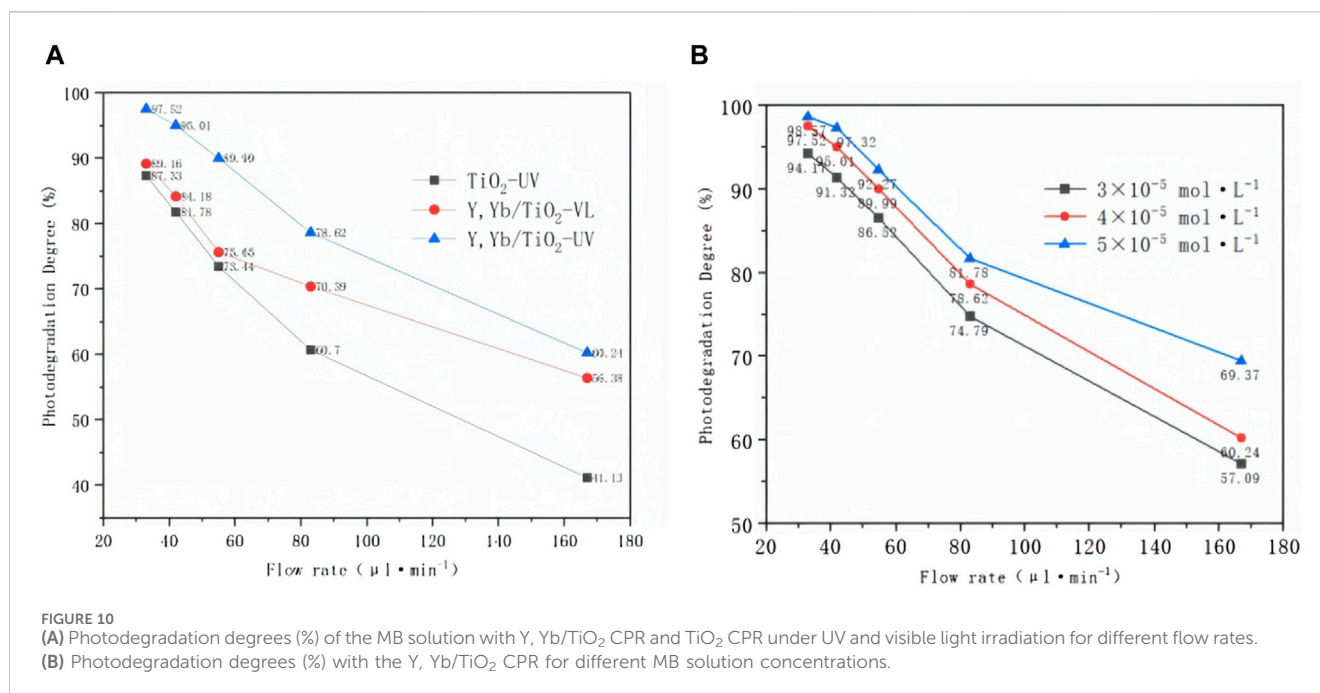 A
Photodegradation Degree (%)
100
90
80
70
60
50
40
97.52
95.01
89.16
87.33
84.18
81.78
78.62
70.39
60.7
60.24
56.38
41.13
TiO₂-UV
Y,Yb/TiO₂-VL
Y,Yb/TiO₂-UV
20 40 60 80 100 120 140 160 180
Flow rate (μl•min⁻¹)
B
Photodegradation Degree (%)
100
90
80
70
60
50
98.57
97.52
94.17
97.32
95.01
91.32
92.27
89.99
86.52
81.78
78.62
74.79
69.37
60.24
57.09
3×10⁻⁵ mol•L⁻¹
4×10⁻⁵ mol•L⁻¹
5×10⁻⁵ mol•L⁻¹
20 40 60 80 100 120 140 160 180
Flow rate (μl•min⁻¹)
FIGURE 10
(A) Photodegradation degrees (%) of the MB solution with Y, Yb/TiO₂ CPR and TiO₂ CPR under UV and visible light irradiation for different flow rates.
(B) Photodegradation degrees (%) with the Y, Yb/TiO₂ CPR for different MB solution concentrations.